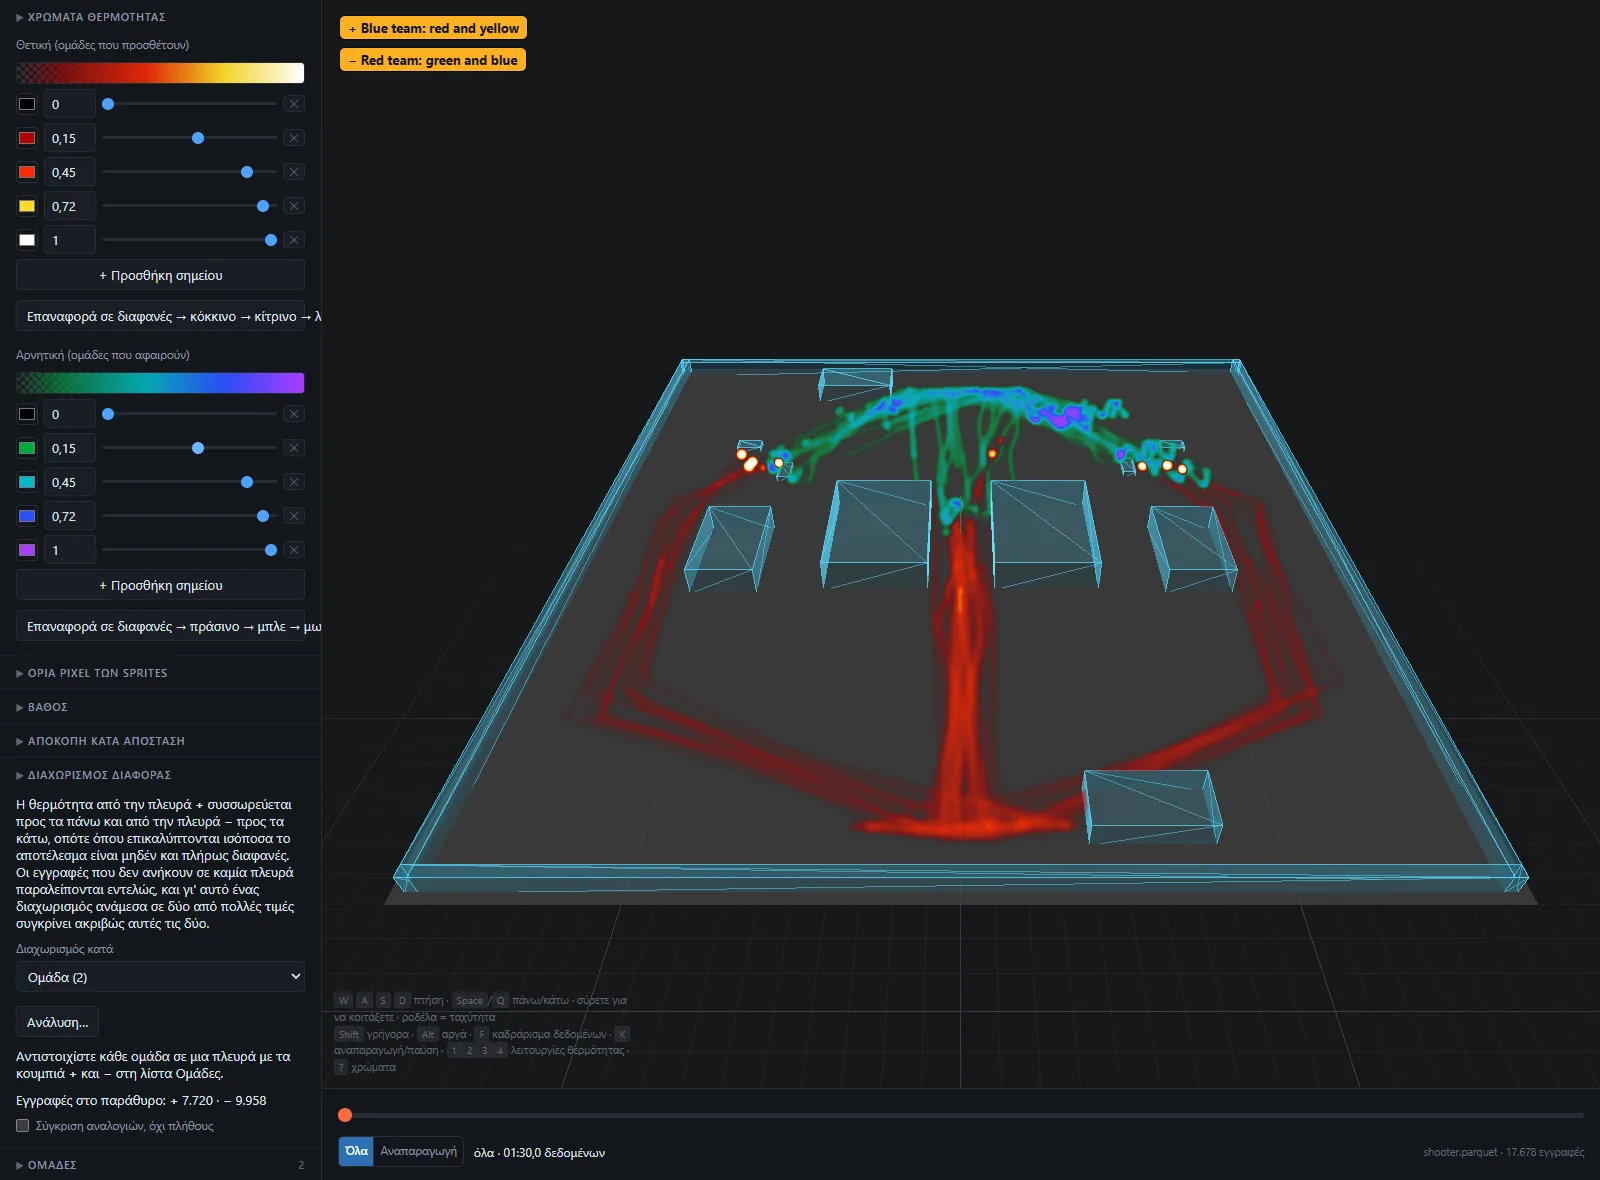 ΧΡΩΜΑΤΑ ΘΕΡΜΟΤΗΤΑΣ
Θετική (ομάδες που προσθέτουν)
0
0,15
0,45
0,72
1
+ Προσθήκη σημείου
Επαναφορά σε διαφανές → κόκκινο → κίτρινο → λ
Αρνητική (ομάδες που αφαιρούν)
0
0,15
0,45
0,72
1
+ Προσθήκη σημείου
Επαναφορά σε διαφανές → πράσινο → μπλε → μω
ΟΡΙΑ PIXEL ΤΩΝ SPRITES
ΒΑΘΟΣ
ΑΠΟΚΟΠΗ ΚΑΤΑ ΑΠΟΣΤΑΣΗ
ΔΙΑΧΩΡΙΣΜΟΣ ΔΙΑΦΟΡΑΣ
Η θερμότητα από την πλευρά + συσσωρεύεται
προς τα πάνω και από την πλευρά − προς τα
κάτω, οπότε όπου επικαλύπτονται ισόποσα το
αποτέλεσμα είναι μηδέν και πλήρως διαφανές.
Οι εγγραφές που δεν ανήκουν σε καμία πλευρά
παραλείπονται εντελώς, και γι' αυτό ένας
διαχωρισμός ανάμεσα σε δύο από πολλές τιμές
συγκρίνει ακριβώς αυτές τις δύο.
Διαχωρισμός κατά
Ομάδα (2)
Ανάλυση...
Αντιστοιχίστε κάθε ομάδα σε μια πλευρά με τα
κουμπιά + και − στη λίστα Ομάδες.
Εγγραφές στο παράθυρο: + 7.720 · − 9.958
Σύγκριση αναλογιών, όχι πλήθους
ΟΜΑΔΕΣ 2
+ Blue team: red and yellow
− Red team: green and blue
W A S D πτήση · Space / Q πάνω/κάτω · σύρετε για
να κοιτάξετε · ροδέλα = ταχύτητα
Shift γρήγορα · Alt αργά · F καδράρισμα δεδομένων · K
αναπαραγωγή/παύση · 1 2 3 4 λειτουργίες θερμότητας ·
? χρώματα
Όλα Αναπαραγωγή όλα · 01:30,0 δεδομένων
shooter.parquet · 17.678 εγγραφές